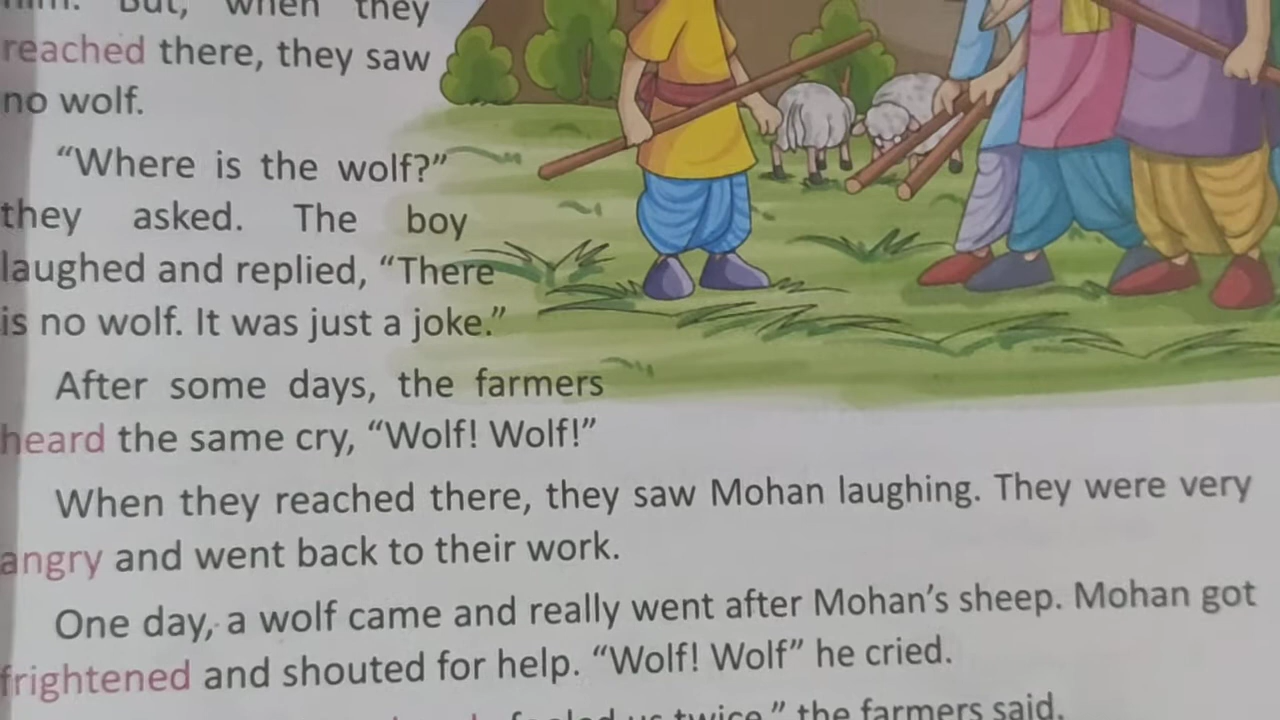 him. But, when they
reached there, they saw
no wolf.
“Where is the wolf?”
they asked. The boy
laughed and replied, “There
is no wolf. It was just a joke.”
After some days, the farmers
heard the same cry, “Wolf! Wolf!”
When they reached there, they saw Mohan laughing. They were very
angry and went back to their work.
One day, a wolf came and really went after Mohan’s sheep. Mohan got
frightened and shouted for help. “Wolf! Wolf” he cried.
fooled us twice,” the farmers said.